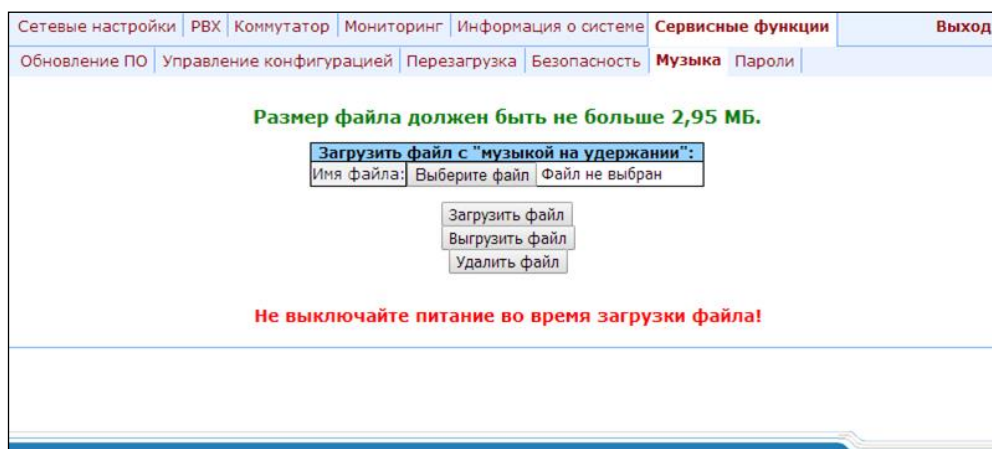 Сетевые настройки PBX Коммутатор Мониторинг Информация о системе Сервисные функции Выход
Обновление ПО Управление конфигурацией Перезагрузка Безопасность Музыка Пароли
Размер файла должен быть не больше 2,95 МБ.
Загрузить файл с "музыкой на удержании":
Имя файла: Выберите файл Файл не выбран
Загрузить файл
Выгрузить файл
Удалить файл
Не выключайте питание во время загрузки файла!